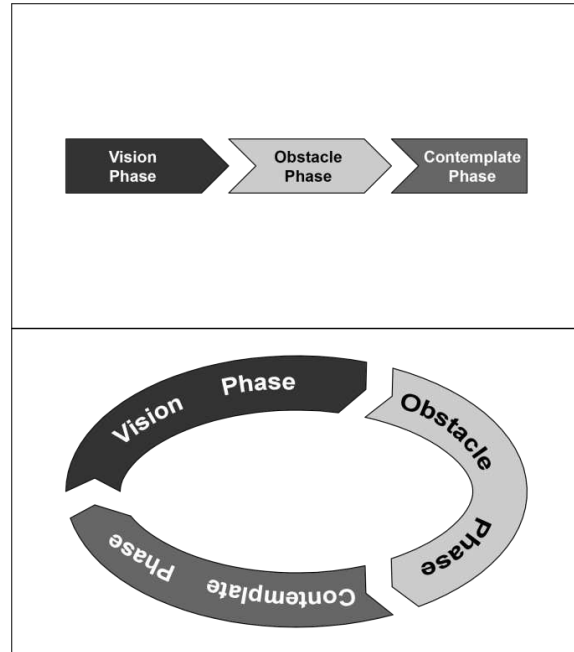 Vision
Phase
Obstacle
Phase
Contemplate
Phase
Vision Phase
Obstacle Phase
Contemplate Phase